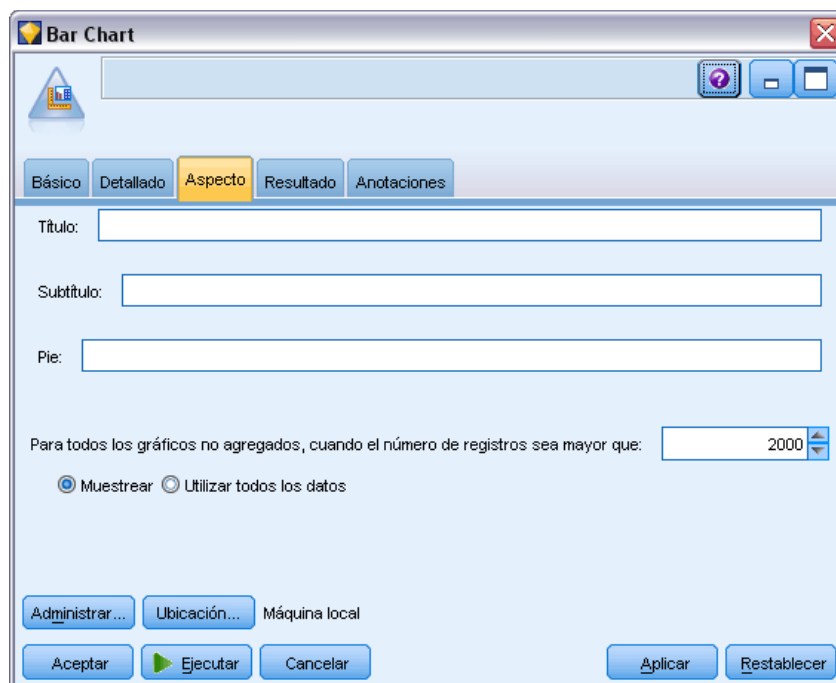 Bar Chart
?
Básico Detallado Aspecto Resultado Anotaciones
Título:
Subtítulo:
Pie:
Para todos los gráficos no agregados, cuando el número de registros sea mayor que: 2000
Muestrear Utilizar todos los datos
Administrar... Ubicación... Máquina local
Aceptar Ejecutar Cancelar Aplicar Restablecer